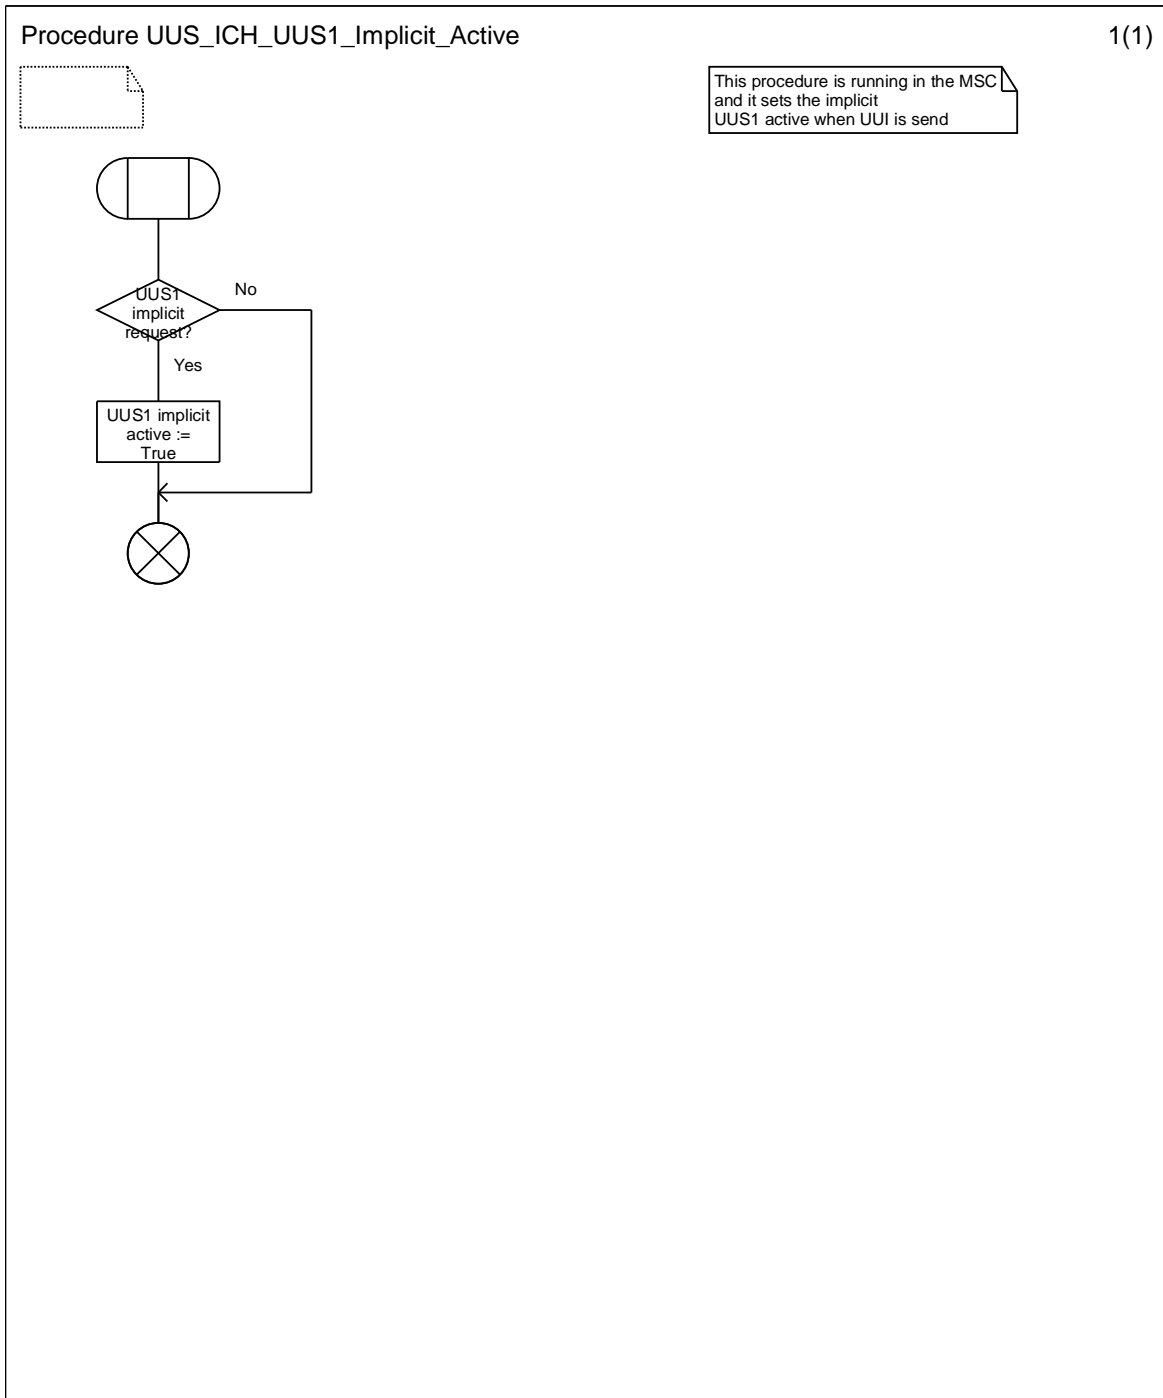 Procedure UUS_ICH_UUS1_Implicit_Active
1(1)
This procedure is running in the MSC
and it sets the implicit
UUS1 active when UUI is send
UUS1
implicit
request?
No
Yes
UUS1 implicit
active :=
True